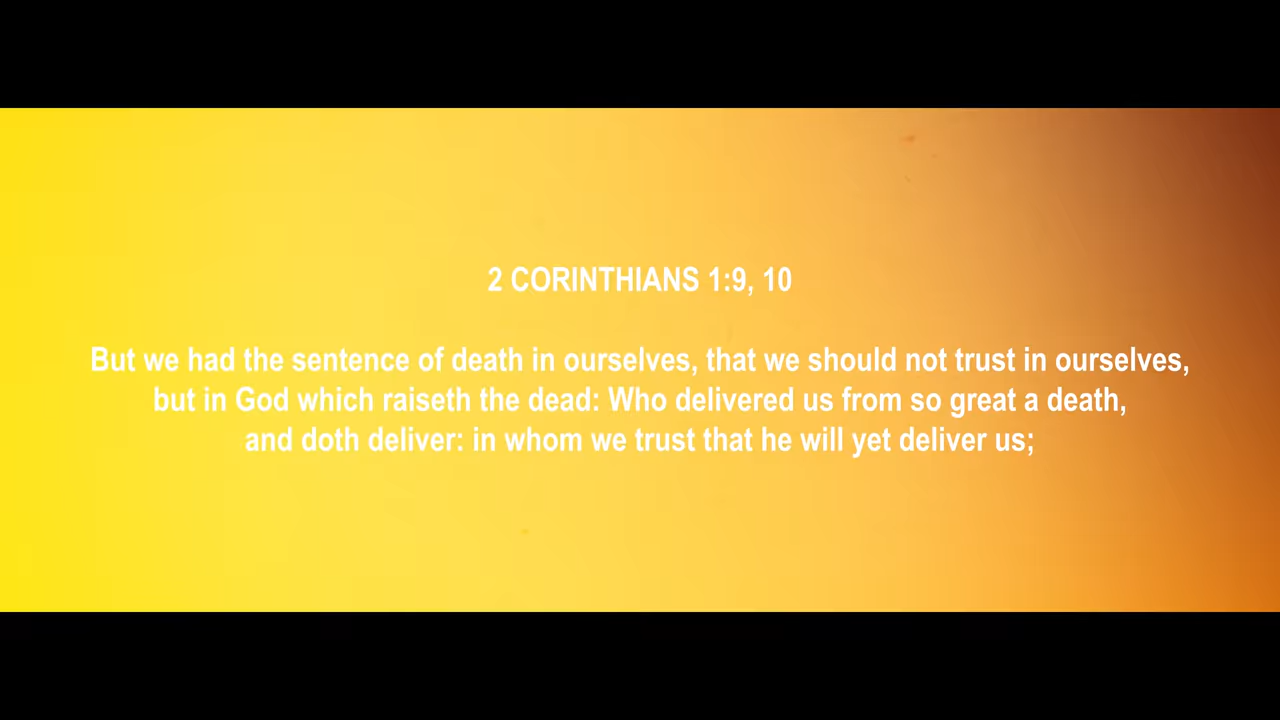 2 CORINTHIANS 1:9, 10
But we had the sentence of death in ourselves, that we should not trust in ourselves,
but in God which raiseth the dead: Who delivered us from so great a death,
and doth deliver: in whom we trust that he will yet deliver us;